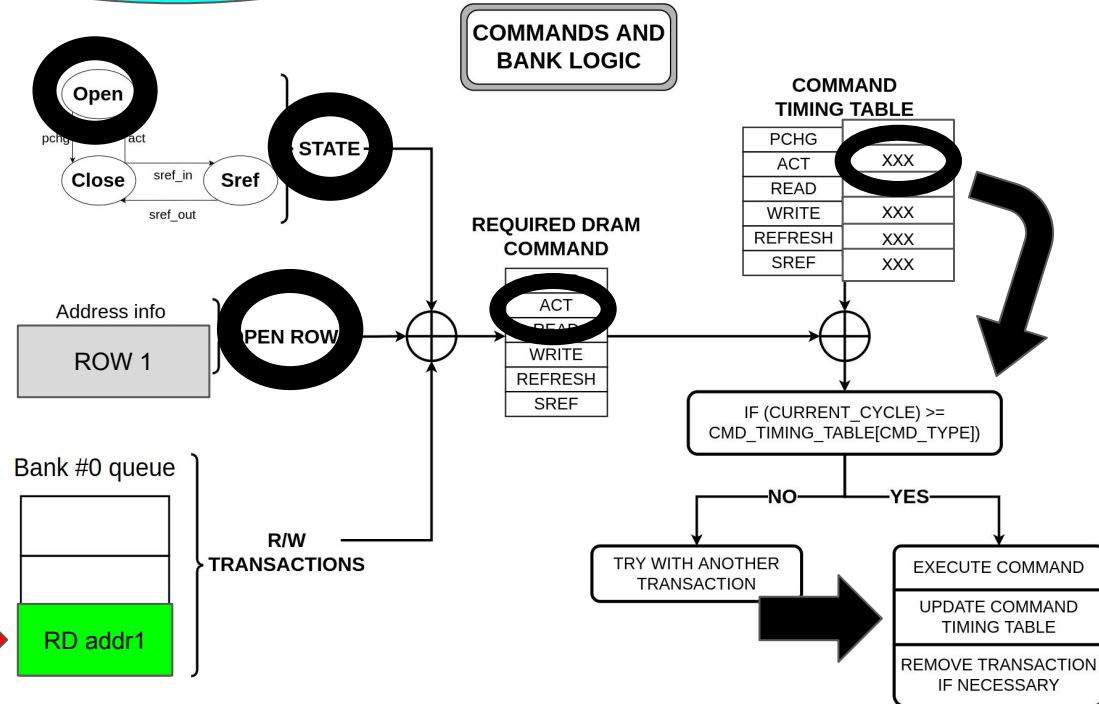 COMMANDS AND
BANK LOGIC
Open
pchg
act
Close
sref_in
Sref
sref_out
STATE
COMMAND
TIMING TABLE
PCHG
ACT
READ
WRITE
REFRESH
SREF
XXX
XXX
XXX
XXX
REQUIRED DRAM
COMMAND
ACT
READ
WRITE
REFRESH
SREF
Address info
ROW 1
OPEN ROW
IF (CURRENT_CYCLE) >=
CMD_TIMING_TABLE[CMD_TYPE])
NO
YES
Bank #0 queue
RD addr1
R/W
TRANSACTIONS
TRY WITH ANOTHER
TRANSACTION
EXECUTE COMMAND
UPDATE COMMAND
TIMING TABLE
REMOVE TRANSACTION
IF NECESSARY